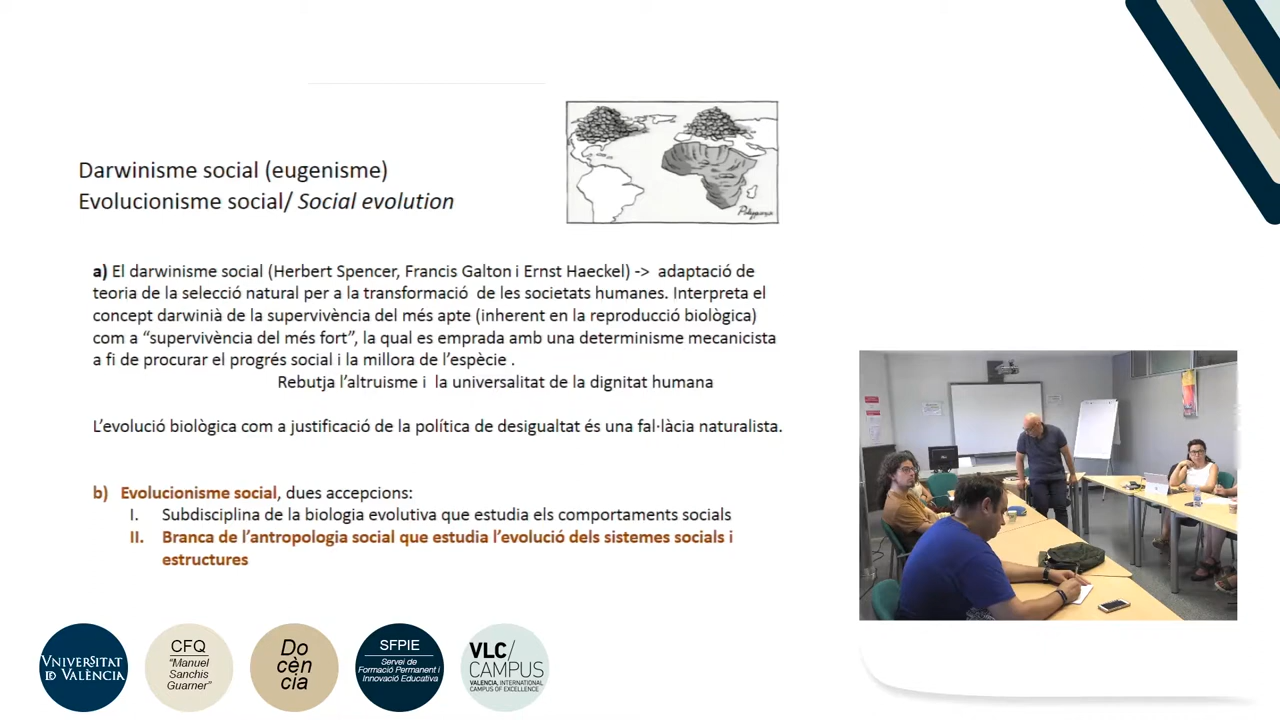 Darwinisme social (eugenisme)
Evolucionisme social/ Social evolution
a) El darwinisme social (Herbert Spencer, Francis Galton i Ernst Haeckel) -> adaptació de
teoria de la selecció natural per a la transformació de les societats humanes. Interpreta el
concept darwinià de la supervivència del més apte (inherent en la reproducció biològica)
com a “supervivència del més fort”, la qual es emprada amb una determinisme mecanicista
a fi de procurar el progrés social i la millora de l’espècie .
Rebutja l’altruisme i la universalitat de la dignitat humana
L’evolució biològica com a justificació de la política de desigualtat és una fal·làcia naturalista.
b) Evolucionisme social, dues accepcions:
I. Subdisciplina de la biologia evolutiva que estudia els comportaments socials
II. Branca de l’antropologia social que estudia l’evolució dels sistemes socials i
estructures
VNIVERSITAT
ID VALÈNCIA
CFQ
“Manuel
Sanchis
Guarner”
Do
cèn
cia
SFPIE
Servei de
Formació Permanent i
Innovació Educativa
VLC/
CAMPUS
VALENCIA, INTERNATIONAL
CAMPUS OF EXCELLENCE